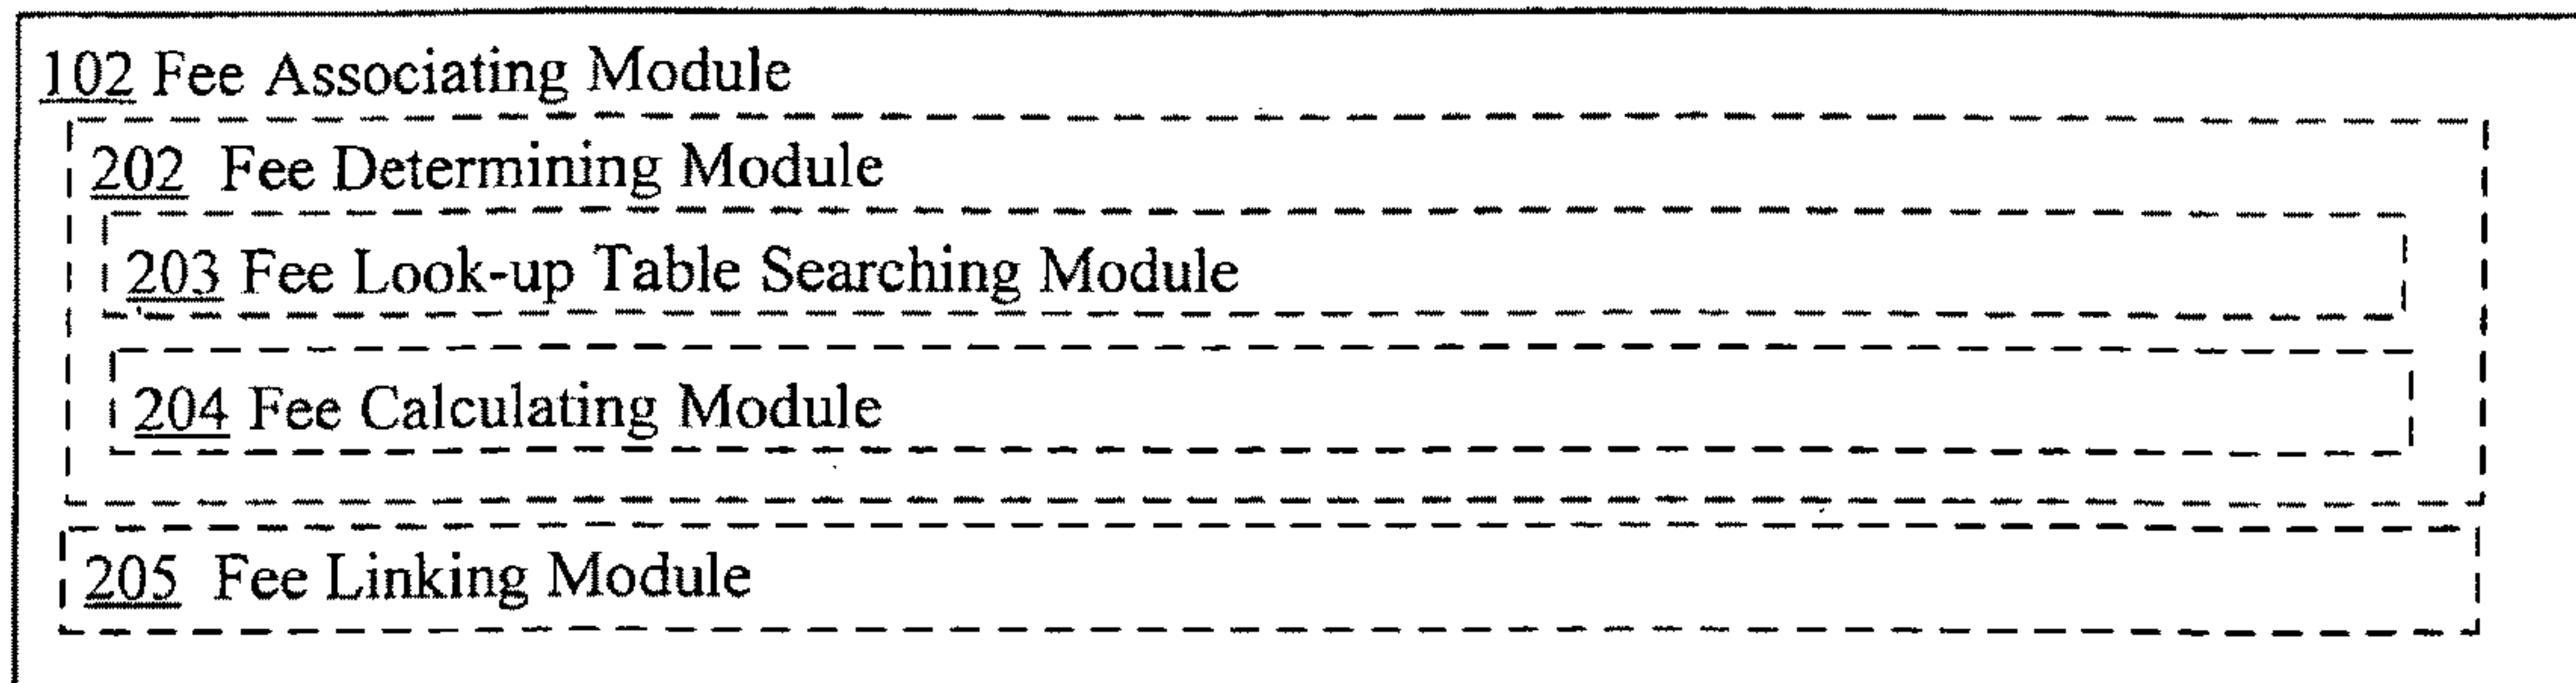 102 Fee Associating Module
202 Fee Determining Module
203 Fee Look-up Table Searching Module
204 Fee Calculating Module
205 Fee Linking Module